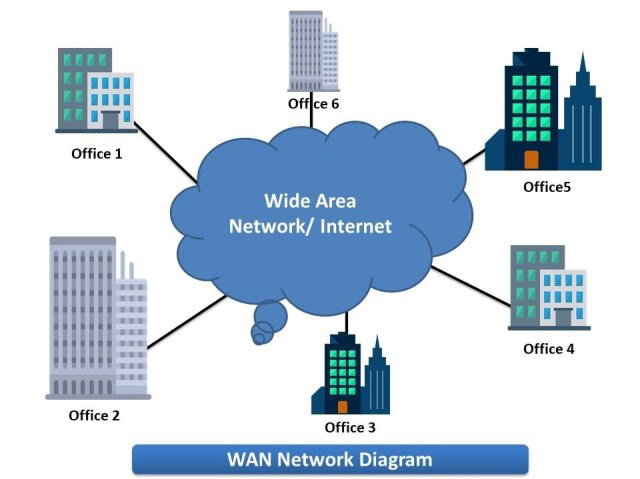 Office 6
Office 1
Office5
Wide Area
Network/ Internet
Office 4
Office 2
Office 3
WAN Network Diagram